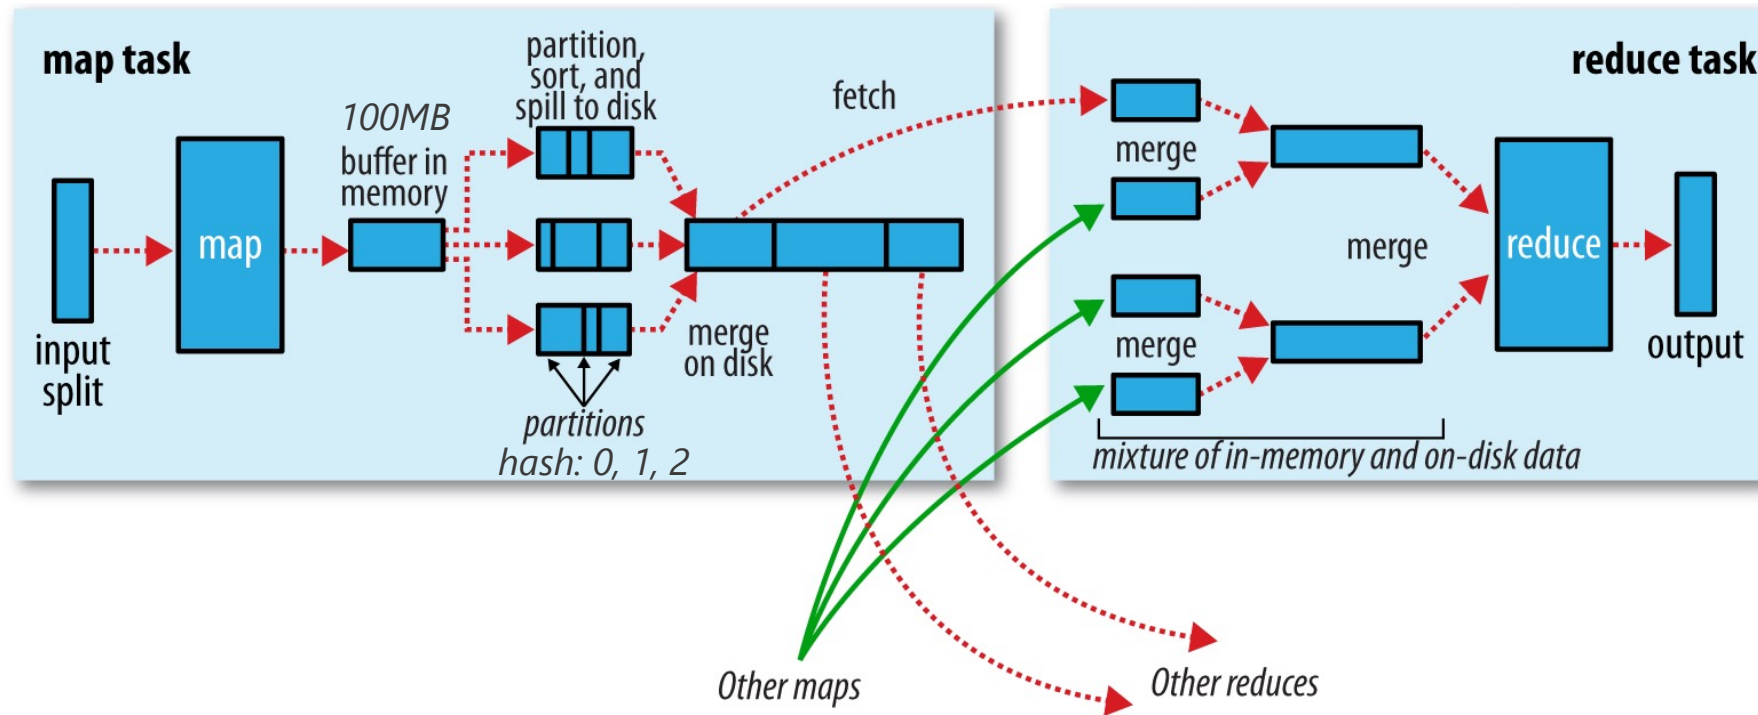 map task
partition,
sort, and
spill to disk
100MB
buffer in
memory
map
input
split
merge
on disk
partitions
hash: 0, 1, 2
fetch
reduce task
merge
merge
merge
reduce
output
mixture of in-memory and on-disk data
Other maps
Other reduces